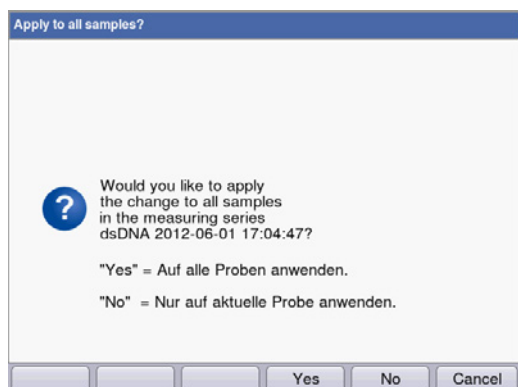 Apply to all samples?
?
Would you like to apply
the change to all samples
in the measuring series
dsDNA 2012-06-01 17:04:47?
"Yes" = Auf alle Proben anwenden.
"No" = Nur auf aktuelle Probe anwenden.
Yes No Cancel